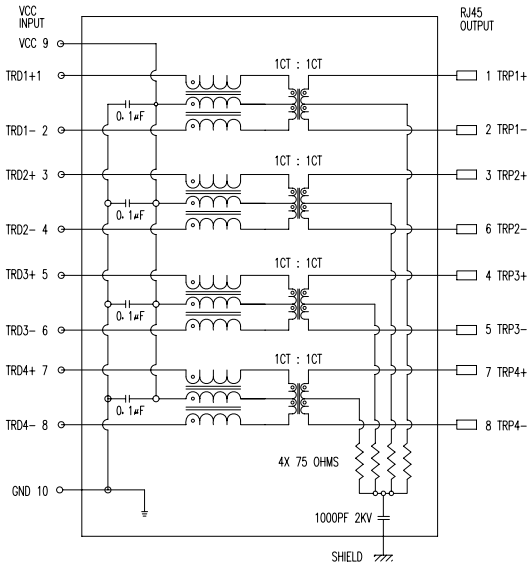 VCC
INPUT
RJ45
OUTPUT
VCC 9
1CT : 1CT
TRD1+1
1 TRP1+
0.1μF
TRD1- 2
2 TRP1-
1CT : 1CT
TRD2+ 3
3 TRP2+
0.1μF
TRD2- 4
6 TRP2-
1CT : 1CT
TRD3+ 5
4 TRP3+
0.1μF
TRD3- 6
5 TRP3-
1CT : 1CT
TRD4+ 7
7 TRP4+
0.1μF
TRD4- 8
8 TRP4-
4X 75 OHMS
GND 10
1000PF 2KV
SHIELD